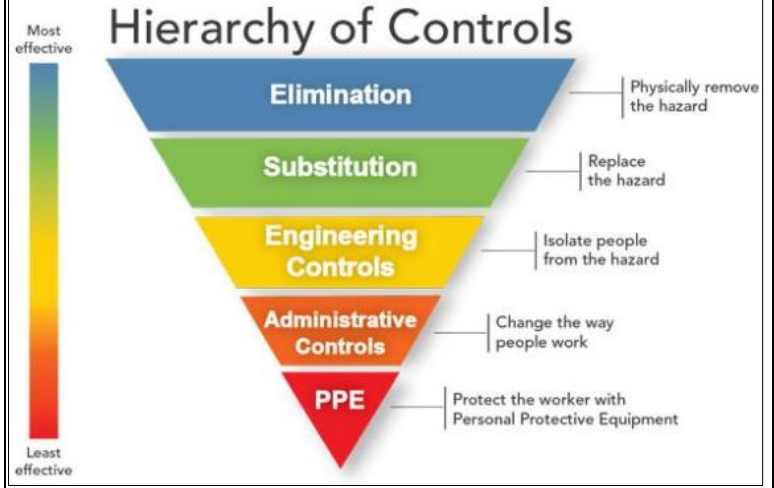 Hierarchy of Controls
Most
effective
Elimination
Physically remove
the hazard
Substitution
Replace
the hazard
Engineering
Controls
Isolate people
from the hazard
Administrative
Controls
Change the way
people work
PPE
Protect the worker with
Personal Protective Equipment
Least
effective